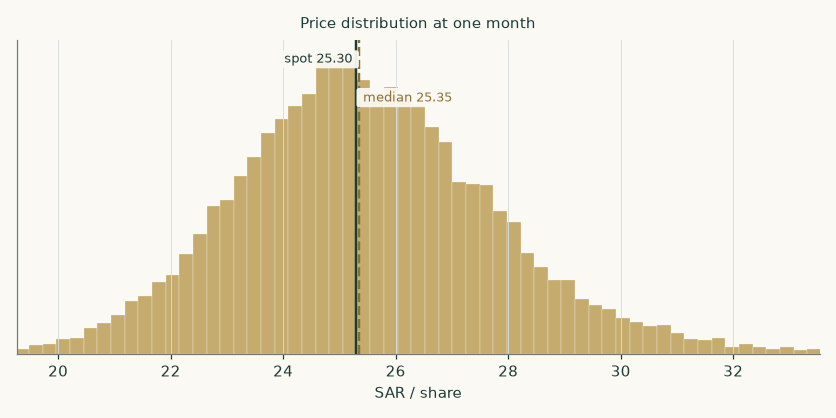 Price distribution at one month
spot 25.30
median 25.35
20 22 24 26 28 30 32
SAR / share